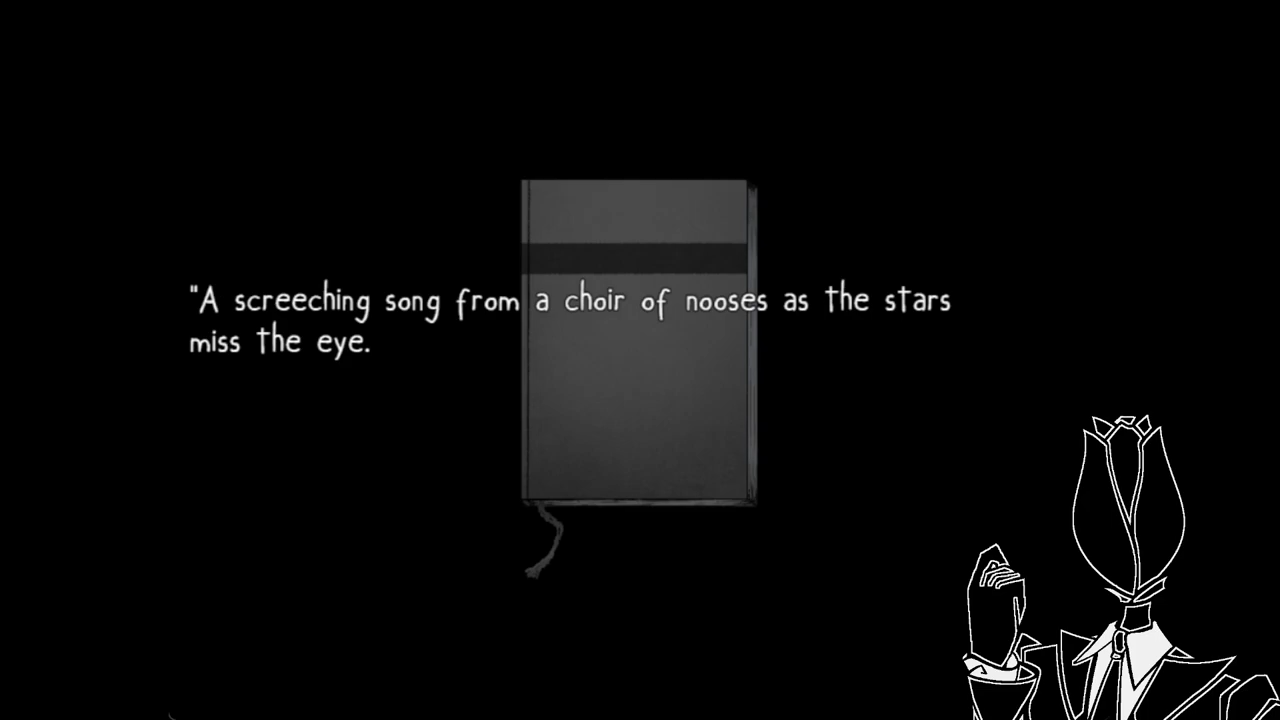 "A screeching song from a choir of nooses as the stars
miss the eye.